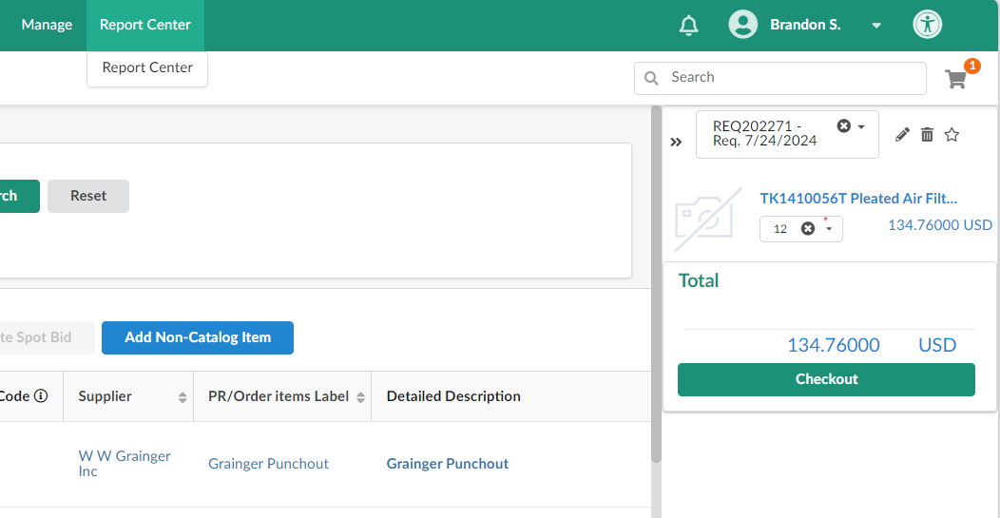 Manage
Report Center
Brandon S.
Report Center
Search
1
REQ202271 -
Req. 7/24/2024
rch
Reset
TK1410056T Pleated Air Filt...
12
*
134.76000 USD
Total
te Spot Bid
Add Non-Catalog Item
134.76000 USD
Checkout
Code
Supplier
PR/Order items Label
Detailed Description
W W Grainger
Inc
Grainger Punchout
Grainger Punchout